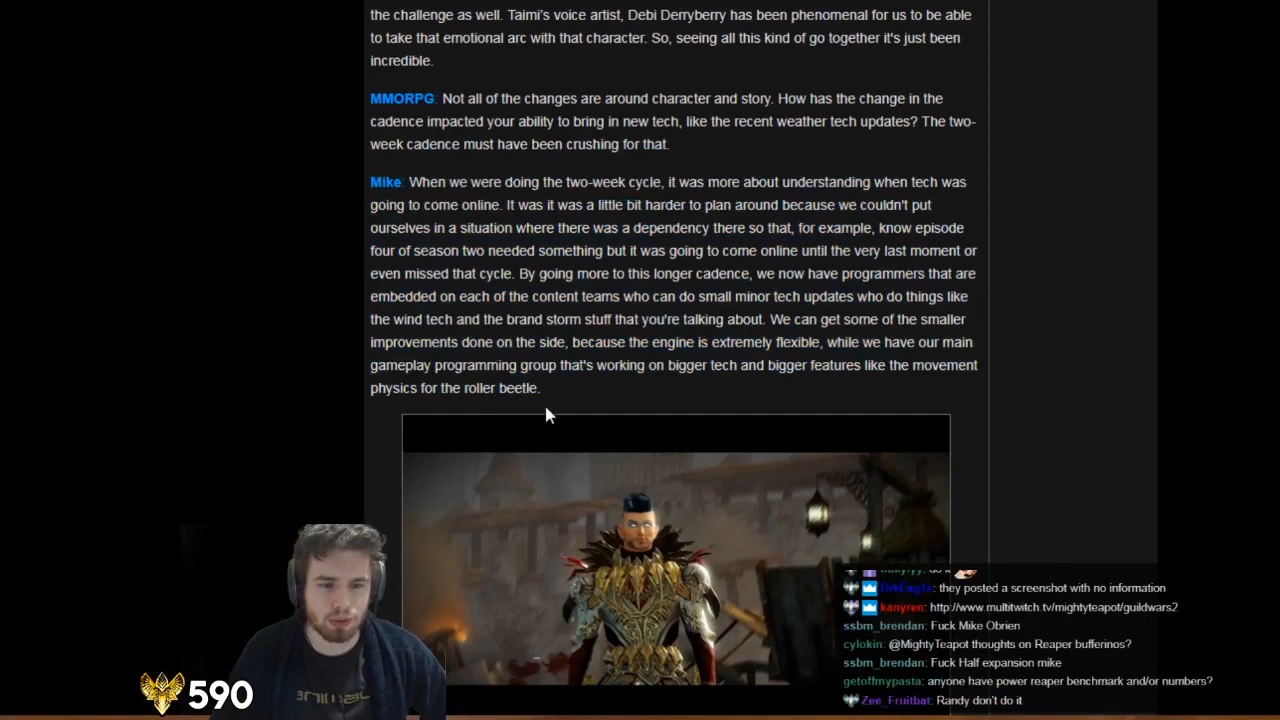 the challenge as well. Taimi's voice artist, Debi Derryberry has been phenomenal for us to be able
to take that emotional arc with that character. So, seeing all this kind of go together it's just been
incredible.
MMORPG: Not all of the changes are around character and story. How has the change in the
cadence impacted your ability to bring in new tech, like the recent weather tech updates? The two-
week cadence must have been crushing for that.
Mike: When we were doing the two-week cycle, it was more about understanding when tech was
going to come online. It was it was a little bit harder to plan around because we couldn't put
ourselves in a situation where there was a dependency there so that, for example, know episode
four of season two needed something but it was going to come online until the very last moment or
even missed that cycle. By going more to this longer cadence, we now have programmers that are
embedded on each of the content teams who can do small minor tech updates who do things like
the wind tech and the brand storm stuff that you're talking about. We can get some of the smaller
improvements done on the side, because the engine is extremely flexible, while we have our main
gameplay programming group that's working on bigger tech and bigger features like the movement
physics for the roller beetle.
: they posted a screenshot with no information
kanyren: http://www.multitwitch.tv/mightyteapot/guildwars2
ssbm_brendan: Fuck Mike Obrien
cylokin: @MightyTeapot thoughts on Reaper bufferinos?
ssbm_brendan: Fuck Half expansion mike
getoffmypasta: anyone have power reaper benchmark and/or numbers?
Zee_Fruitbat: Randy don't do it
590